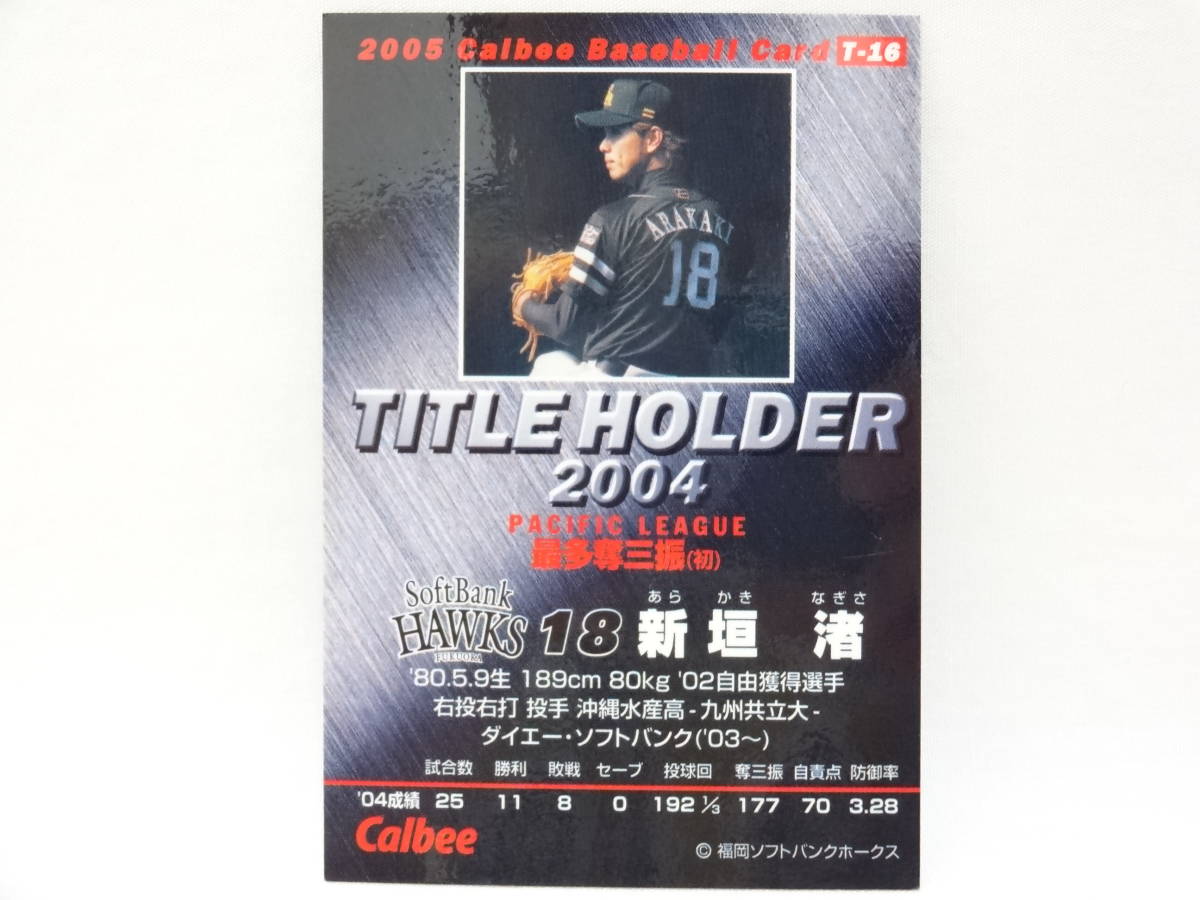 2005 Calbee Baseball Card T-16
ARAKAKI
18
TITLE HOLDER
2004
PACIFIC LEAGUE
最多奪三振(初)
あら かき なぎさ
SoftBank HAWKS FUKUOKA 18 新垣 渚
'80.5.9生 189cm 80kg '02自由獲得選手
右投右打 投手 沖縄水産高-九州共立大-
ダイエー・ソフトバンク('03〜)
試合数 勝利 敗戦 セーブ 投球回 奪三振 自責点 防御率
'04成績 25 11 8 0 192 1/3 177 70 3.28
Calbee
© 福岡ソフトバンクホークス